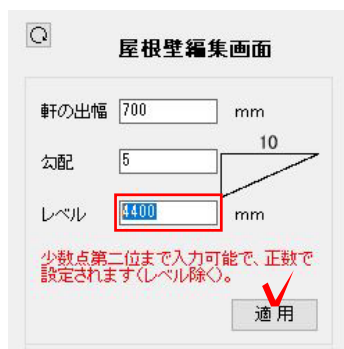 屋根壁編集画面
軒の出幅 700 mm
10
勾配 5
レベル 4400 mm
少数点第二位まで入力可能で、正数で
設定されます(レベル除く)。
適用